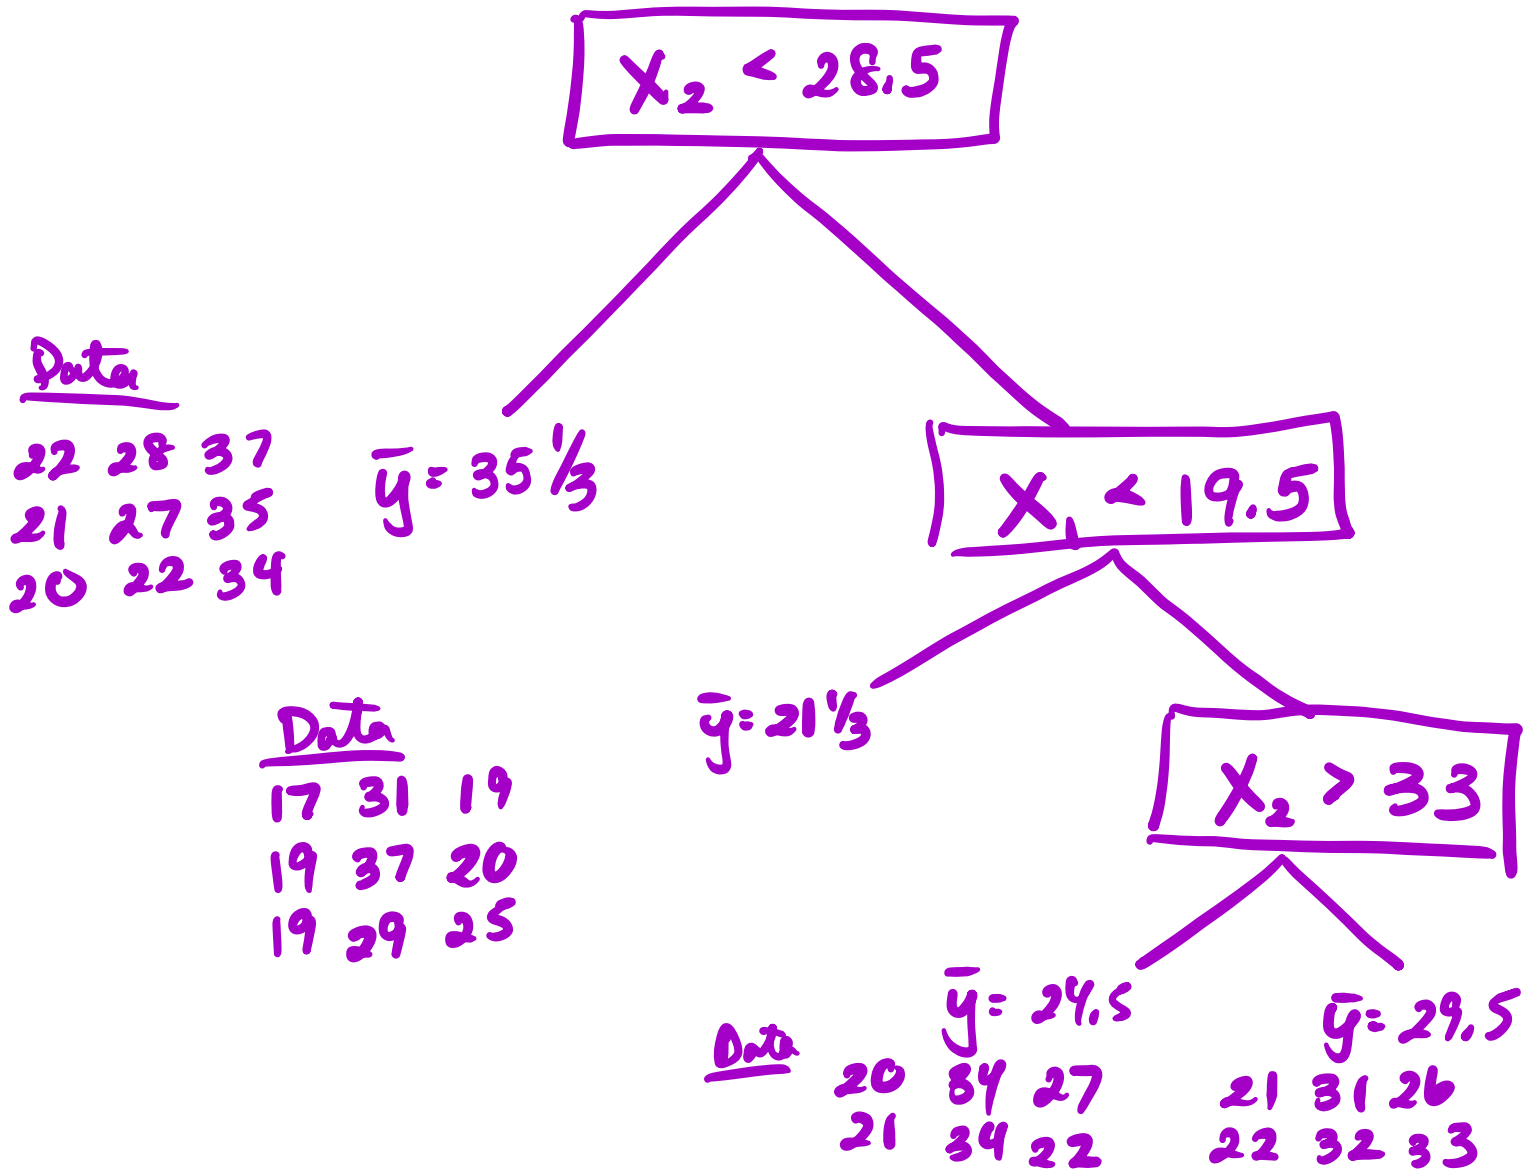 X₂ < 28.5
Data
22 28 37
21 27 35
20 22 34
ȳ = 35 1/3
X₁ < 19.5
ȳ = 21 1/3
Data
17 31 19
19 37 20
19 29 25
X₂ > 33
ȳ = 24.5
ȳ = 29.5
Data
20 34 27
21 34 22
21 31 26
22 32 33